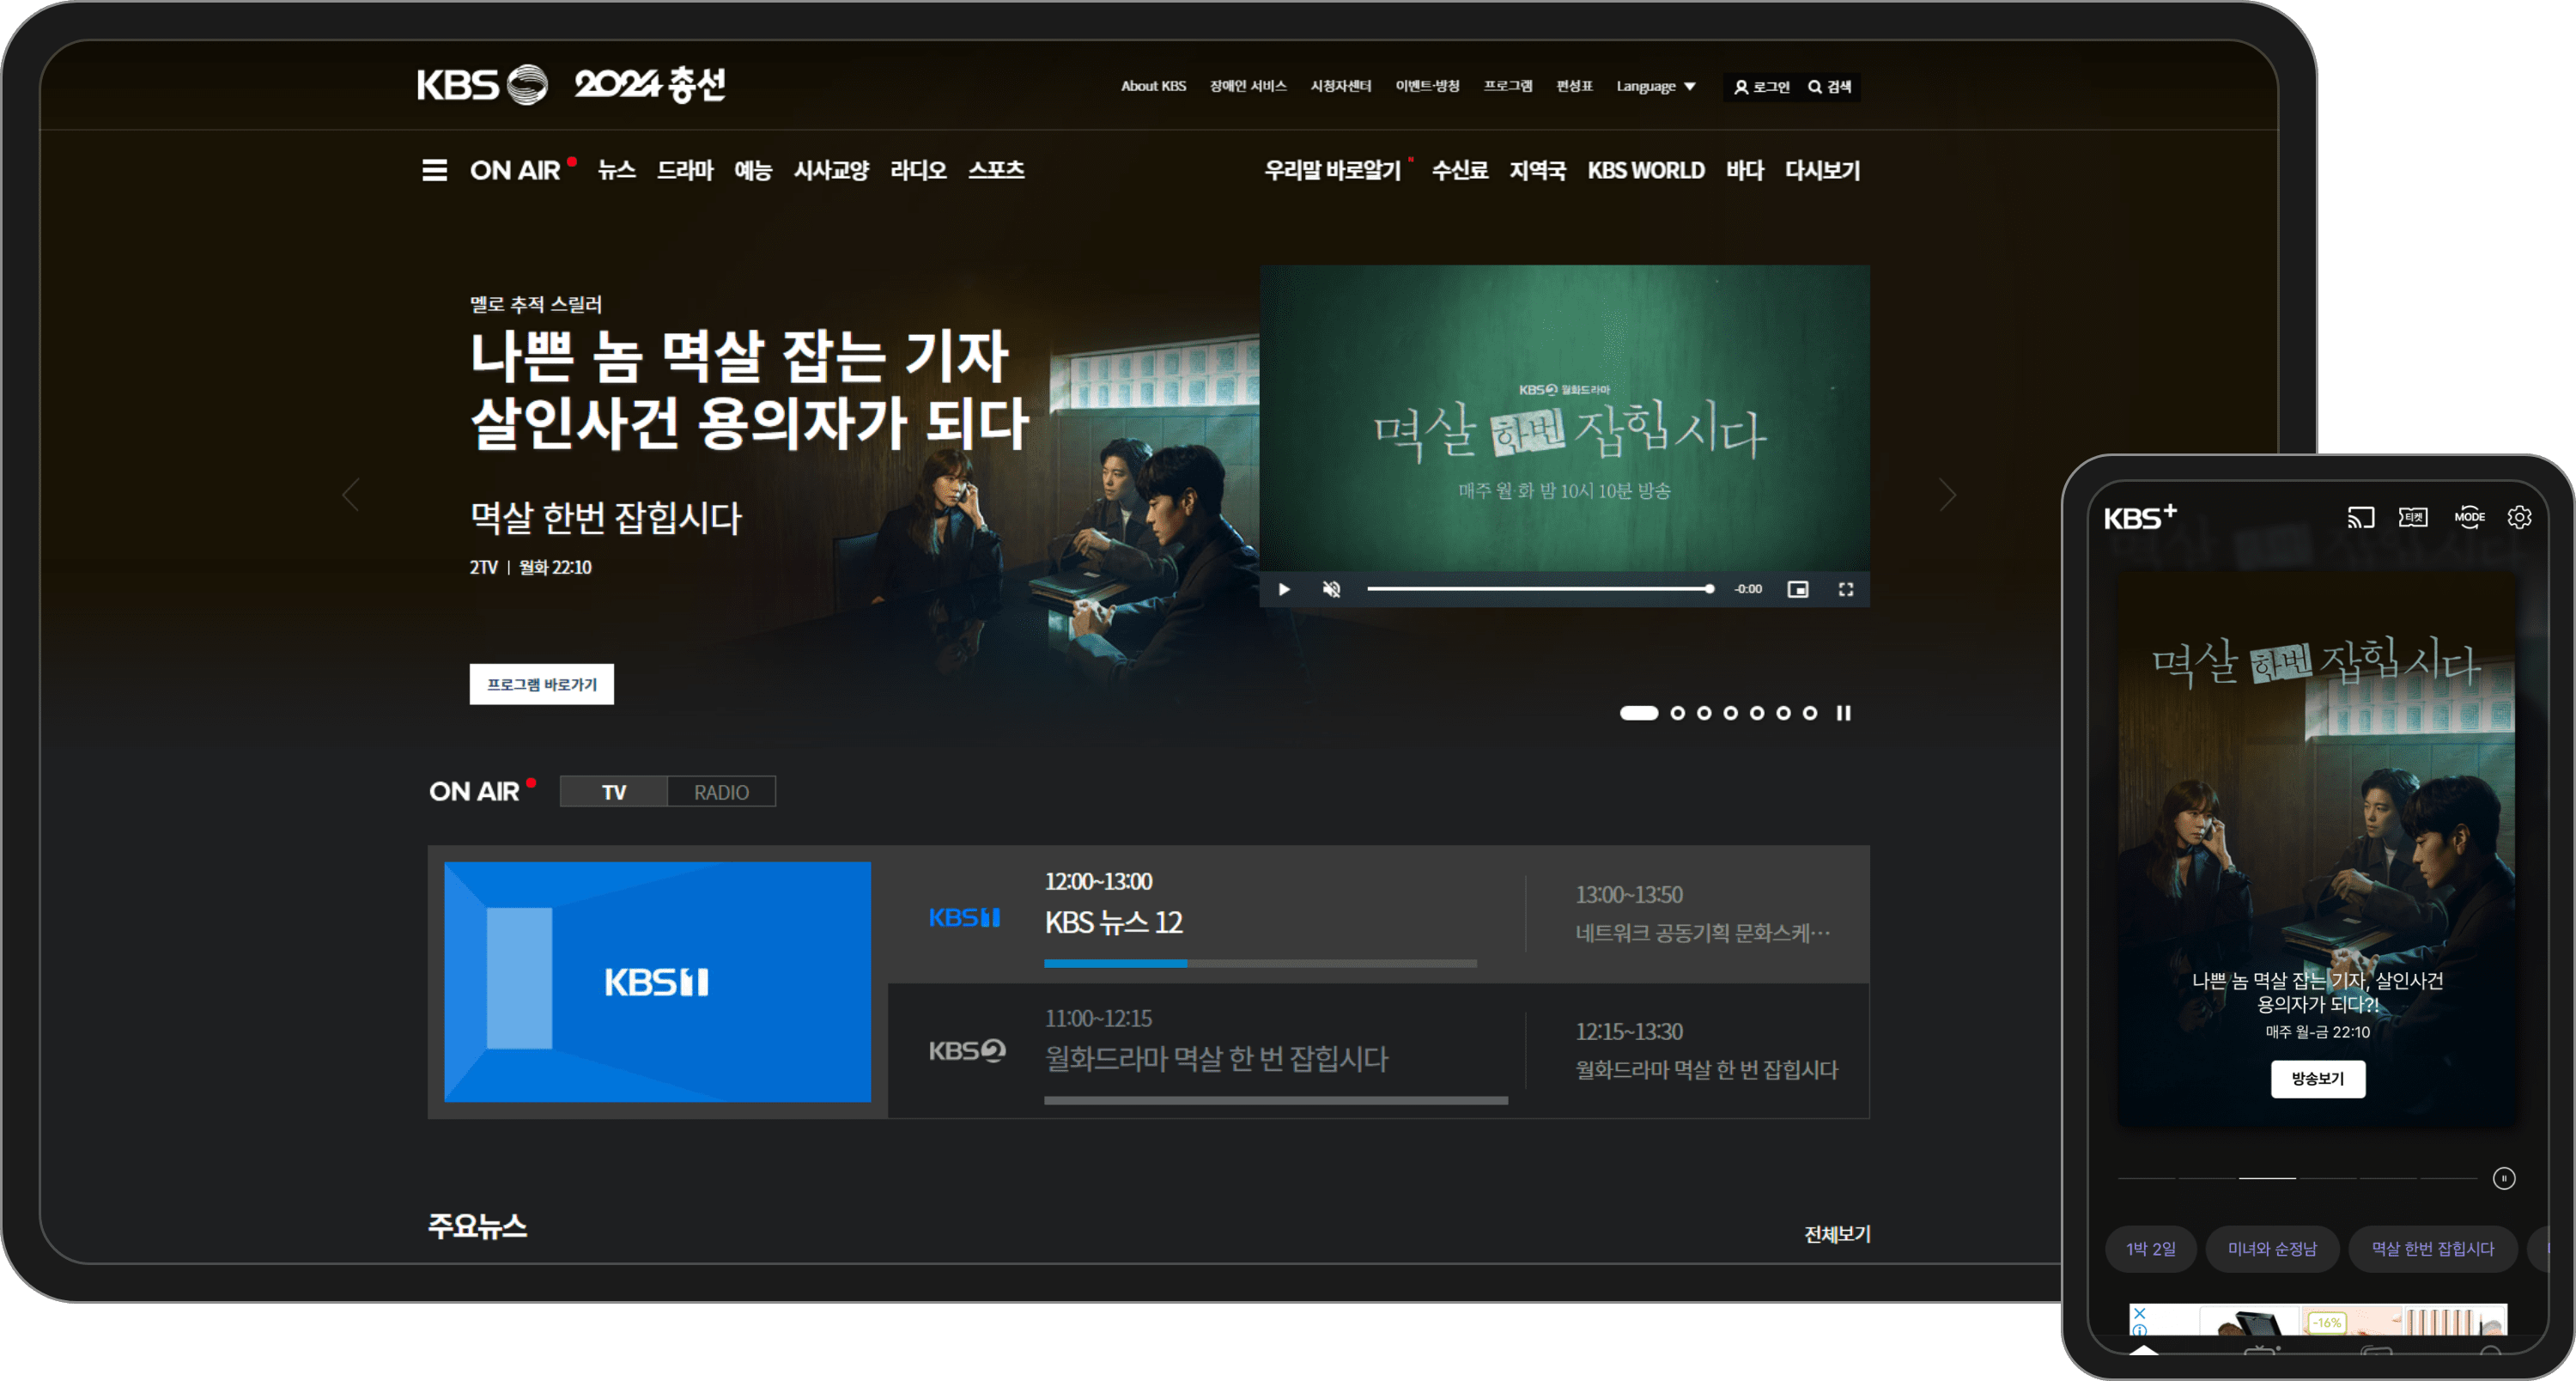 KBS 2024 총선
About KBS 장애인 서비스 시청자센터 이벤트·방청 프로그램 편성표 Language ▼ 로그인 검색
ON AIR 뉴스 드라마 예능 시사교양 라디오 스포츠
우리말 바로알기 수신료 지역국 KBS WORLD 바다 다시보기
멜로 추적 스릴러
나쁜 놈 멱살 잡는 기자
살인사건 용의자가 되다
멱살 한번 잡힙시다
2TV | 월화 22:10
프로그램 바로가기
KBS2 월화드라마
멱살 한번 잡힙시다
매주 월·화 밤 10시 10분 방송
-0:00
ON AIR TV RADIO
KBS1
KBS1
12:00~13:00
KBS 뉴스 12
13:00~13:50
네트워크 공동기획 문화스케…
KBS2
11:00~12:15
월화드라마 멱살 한 번 잡힙시다
12:15~13:30
월화드라마 멱살 한 번 잡힙시다
주요뉴스
전체보기
KBS+ 티켓 MODE
멱살 한번 잡힙시다
나쁜 놈 멱살 잡는 기자, 살인사건
용의자가 되다?!
매주 월-금 22:10
방송보기
1박 2일 미녀와 순정남 멱살 한번 잡힙시다
-16%